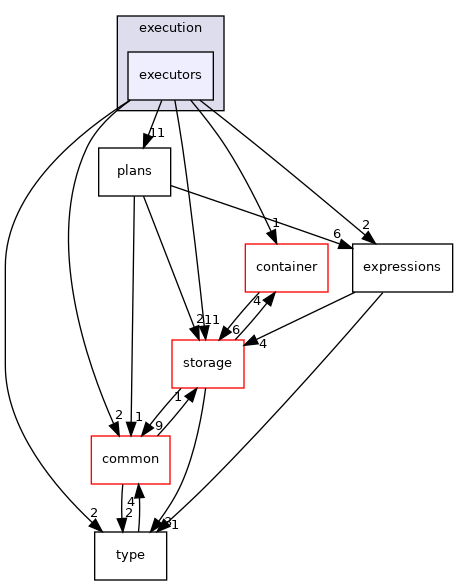 execution
executors
11
plans
1
2
6
container
expressions
4
2
11
6
4
storage
1
2
1
9
common
4
2
2
3
1
type